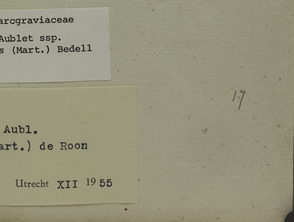 arcgraviaceae
Aublet ssp.
s (Mart.) Bedell
17
Aubl.
art.) de Roon
Utrecht XII 1955